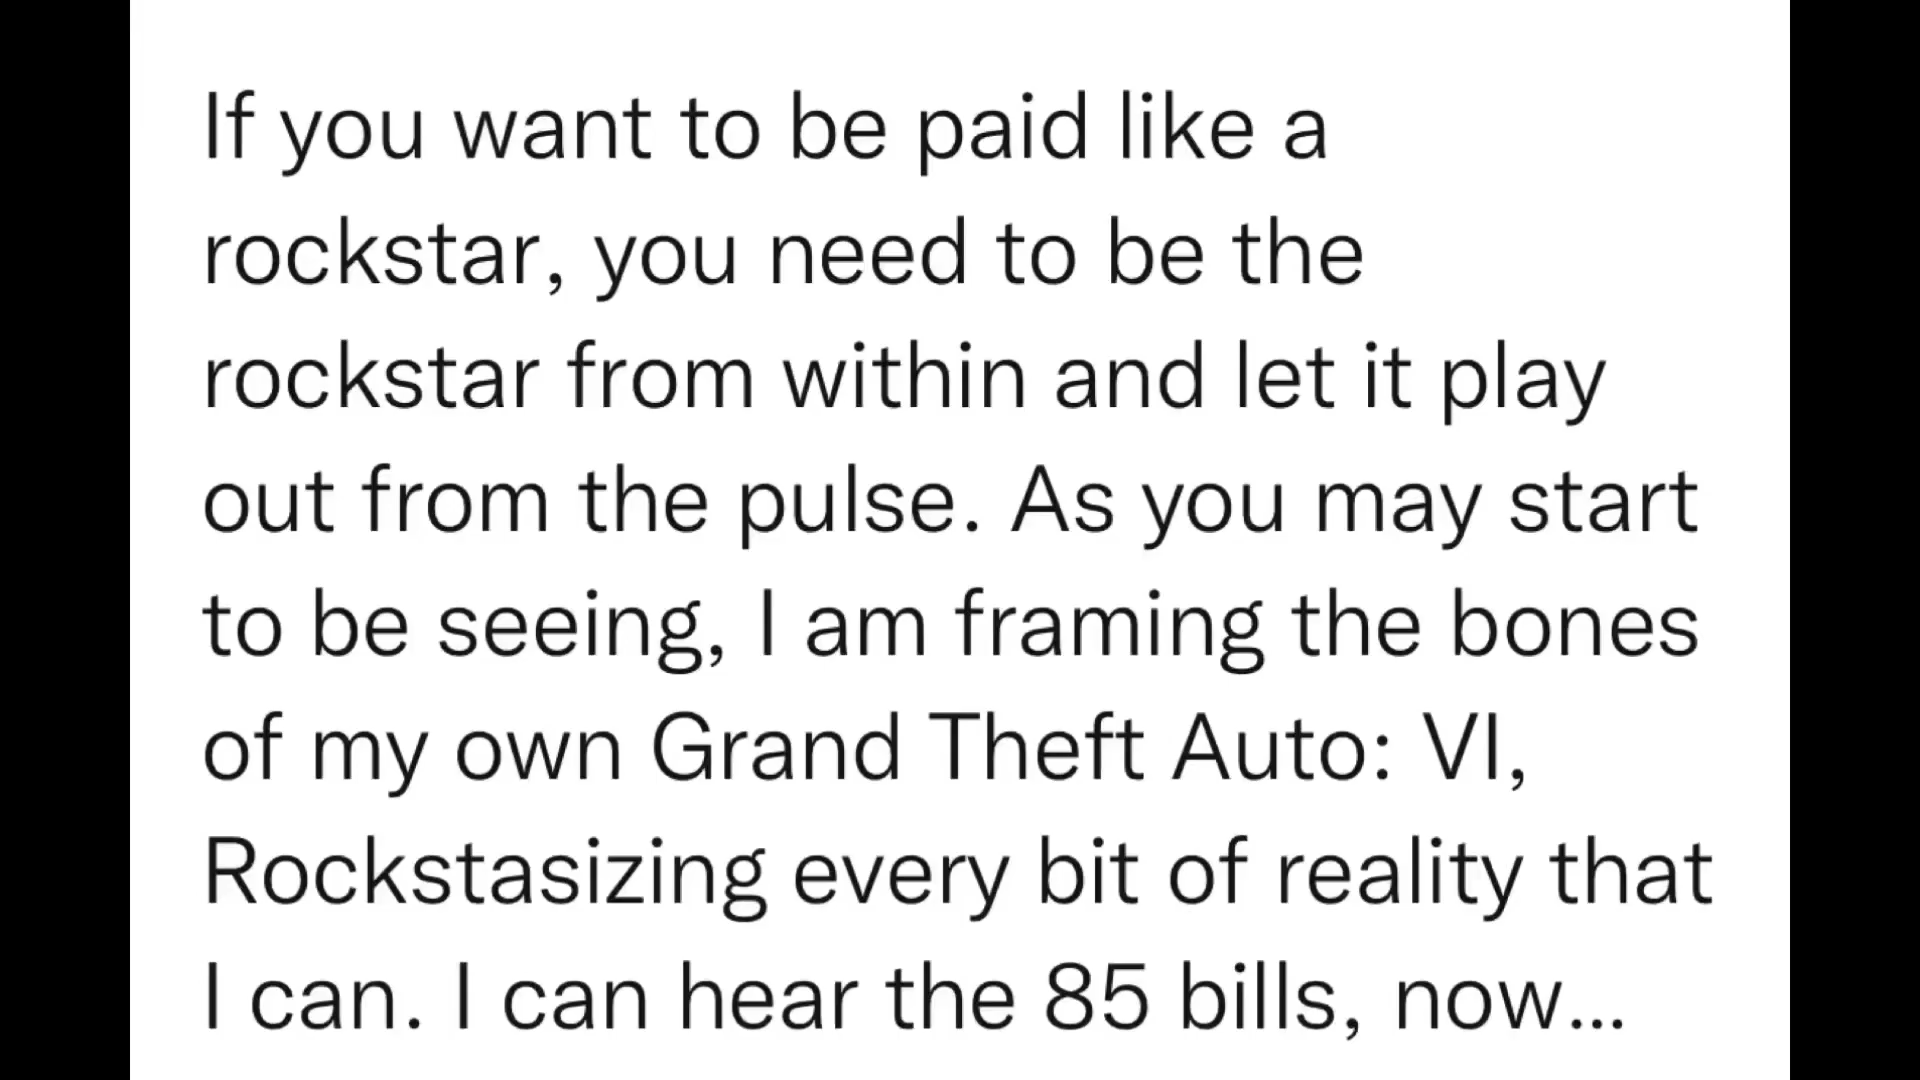 If you want to be paid like a
rockstar, you need to be the
rockstar from within and let it play
out from the pulse. As you may start
to be seeing, I am framing the bones
of my own Grand Theft Auto: VI,
Rockstasizing every bit of reality that
I can. I can hear the 85 bills, now...